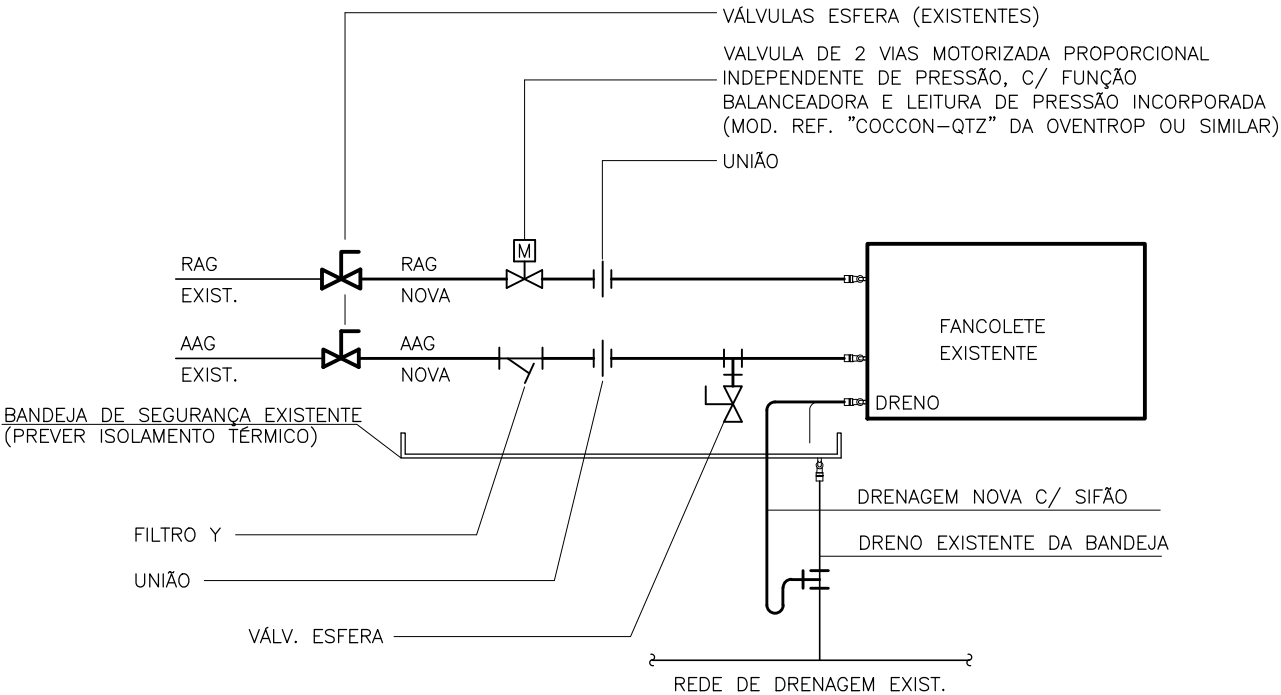 VÁLVULAS ESFERA (EXISTENTES)
VALVULA DE 2 VIAS MOTORIZADA PROPORCIONAL
INDEPENDENTE DE PRESSÃO, C/ FUNÇÃO
BALANCEADORA E LEITURA DE PRESSÃO INCORPORADA
(MOD. REF. "COCCON-QTZ" DA OVENTROP OU SIMILAR)
UNIÃO
M
RAG
EXIST.
RAG
NOVA
AAG
EXIST.
AAG
NOVA
FANCOLETE
EXISTENTE
DRENO
BANDEJA DE SEGURANÇA EXISTENTE
(PREVER ISOLAMENTO TÉRMICO)
DRENAGEM NOVA C/ SIFÃO
FILTRO Y
DRENO EXISTENTE DA BANDEJA
UNIÃO
VÁLV. ESFERA
REDE DE DRENAGEM EXIST.